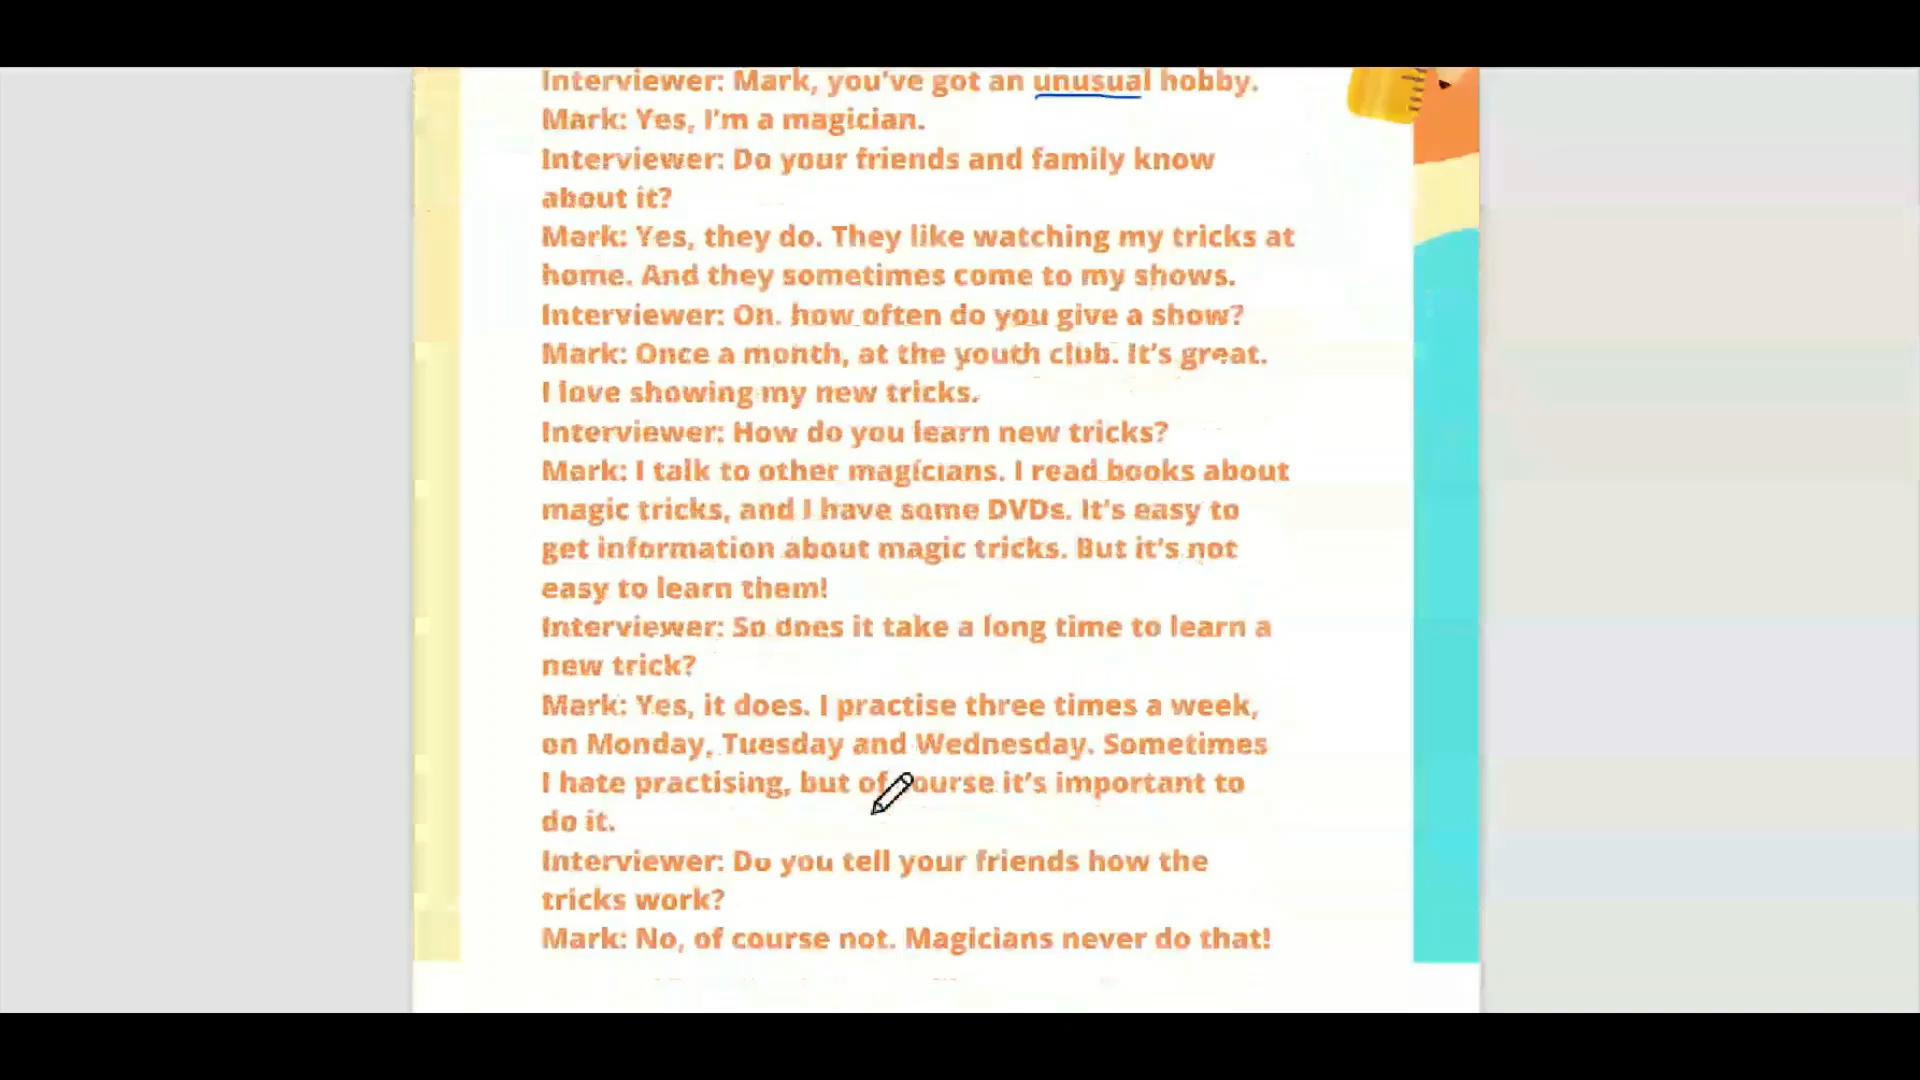 Interviewer: Mark, you've got an unusual hobby.
Mark: Yes, I'm a magician.
Interviewer: Do your friends and family know
about it?
Mark: Yes, they do. They like watching my tricks at
home. And they sometimes come to my shows.
Interviewer: On. how often do you give a show?
Mark: Once a month, at the youth club. It's great.
I love showing my new tricks.
Interviewer: How do you learn new tricks?
Mark: I talk to other magicians. I read books about
magic tricks, and I have some DVDs. It's easy to
get information about magic tricks. But it's not
easy to learn them!
Interviewer: So does it take a long time to learn a
new trick?
Mark: Yes, it does. I practise three times a week,
on Monday, Tuesday and Wednesday. Sometimes
I hate practising, but of course it's important to
do it.
Interviewer: Do you tell your friends how the
tricks work?
Mark: No, of course not. Magicians never do that!